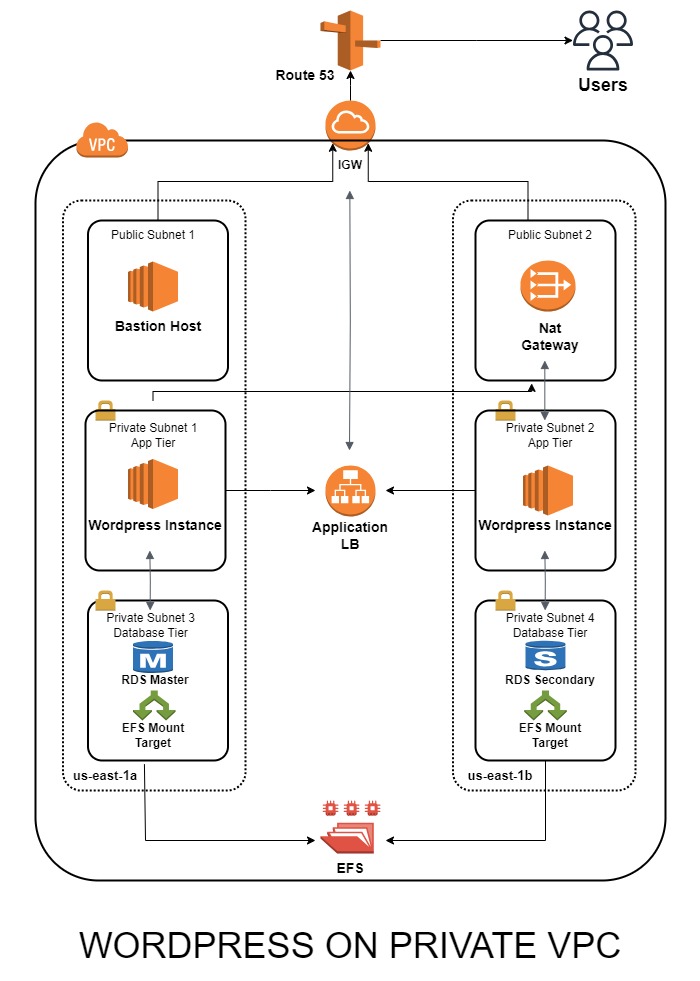 Route 53
Users
VPC
IGW
Public Subnet 1
Bastion Host
Public Subnet 2
Nat
Gateway
Private Subnet 1
App Tier
Wordpress Instance
Application
LB
Private Subnet 2
App Tier
Wordpress Instance
Private Subnet 3
Database Tier
M
RDS Master
EFS Mount
Target
us-east-1a
Private Subnet 4
Database Tier
S
RDS Secondary
EFS Mount
Target
us-east-1b
EFS
WORDPRESS ON PRIVATE VPC